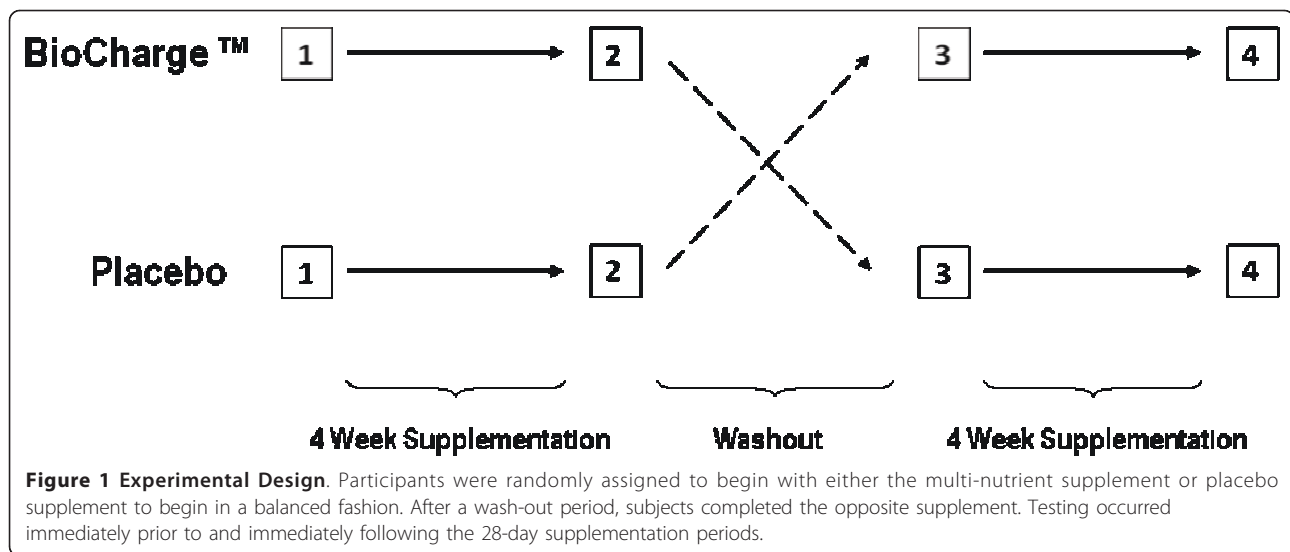 BioCharge™ 1 2 3 4
Placebo 1 2 3 4
4 Week Supplementation Washout 4 Week Supplementation
Figure 1 Experimental Design. Participants were randomly assigned to begin with either the multi-nutrient supplement or placebo
supplement to begin in a balanced fashion. After a wash-out period, subjects completed the opposite supplement. Testing occurred
immediately prior to and immediately following the 28-day supplementation periods.